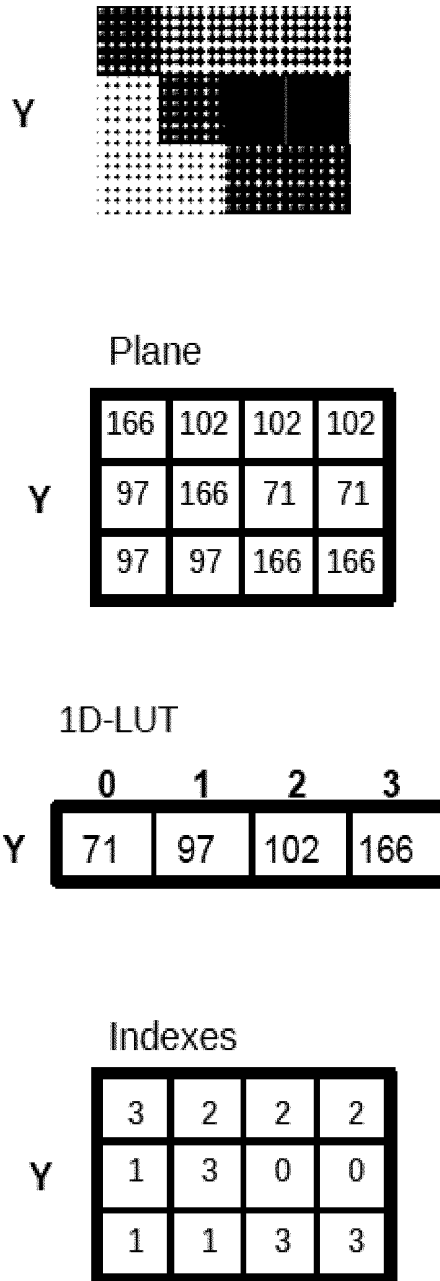 Y
Plane
166 102 102 102
Y 97 166 71 71
97 97 166 166
1D-LUT
0 1 2 3
Y 71 97 102 166
Indexes
3 2 2 2
Y 1 3 0 0
1 1 3 3